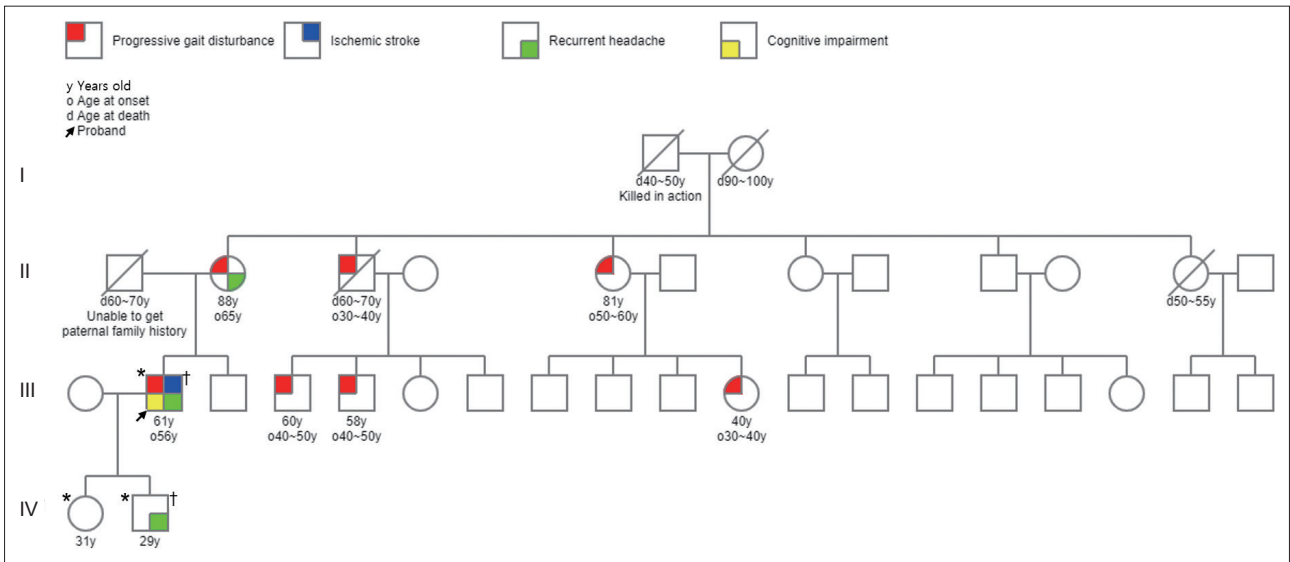 Progressive gait disturbance
Ischemic stroke
Recurrent headache
Cognitive impairment
y Years old
o Age at onset
d Age at death
Proband
I
d40~50y
Killed in action
d90~100y
II
d60~70y
Unable to get
paternal family history
88y
o65y
d60~70y
o30~40y
81y
o50~60y
d50~55y
III
*
†
61y
o56y
60y
o40~50y
58y
o40~50y
40y
o30~40y
IV
*
31y
*
†
29y